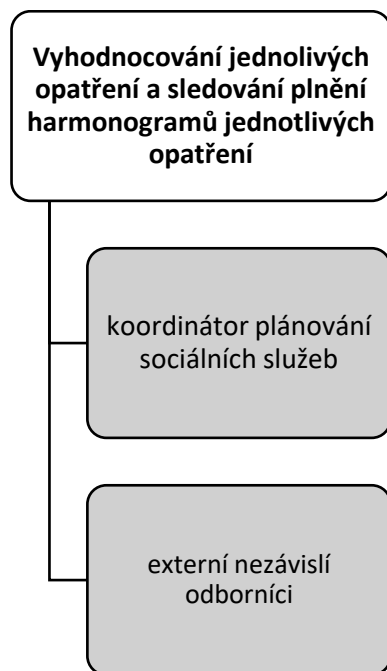 Vyhodnocování jednolivých
opatření a sledování plnění
harmonogramů jednotlivých
opatření
koordinátor plánování
sociálních služeb
externí nezávislí
odborníci